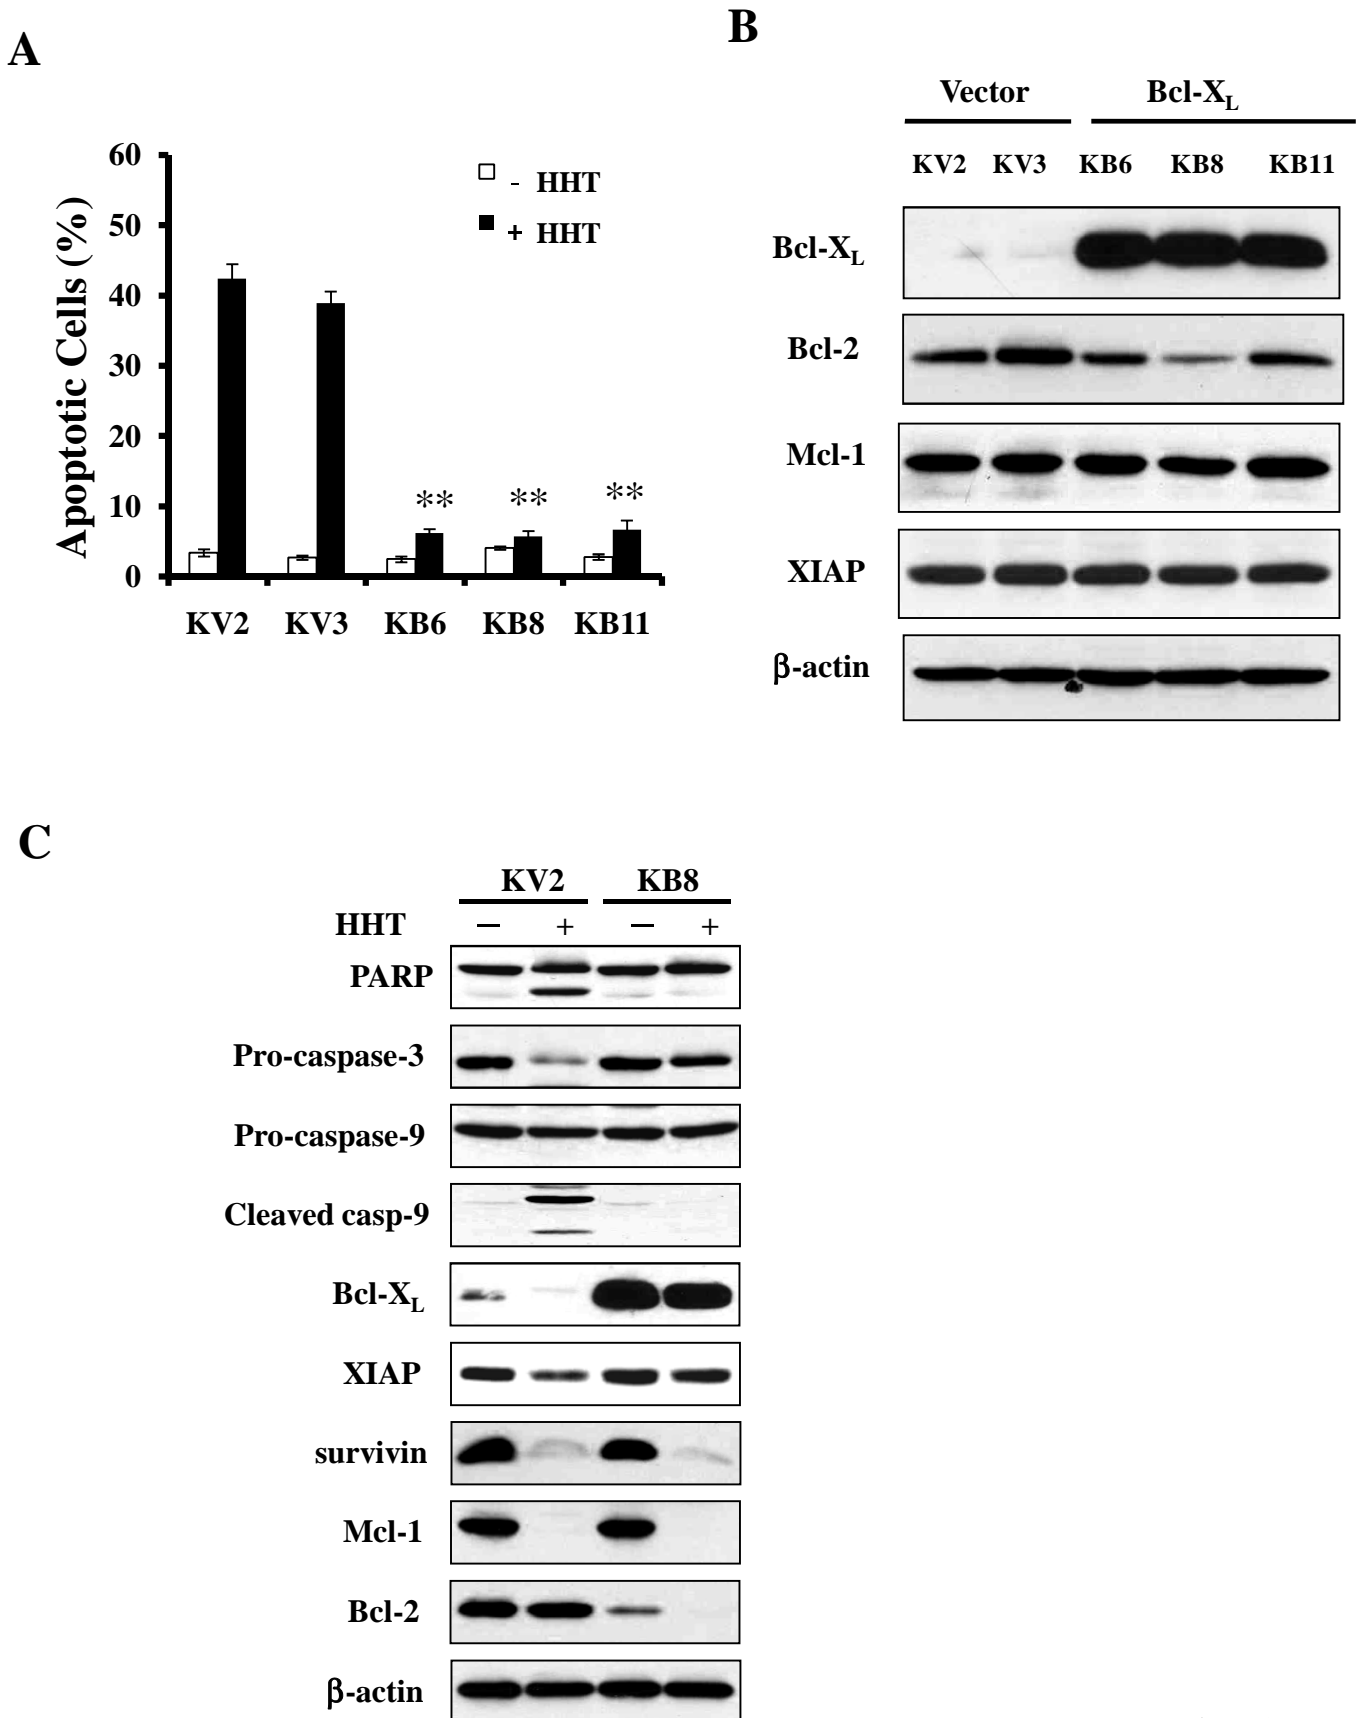 A
60
50
40
30
20
10
0
Apoptotic Cells (%)
- HHT
+ HHT
** ** **
KV2 KV3 KB6 KB8 KB11
B
Vector Bcl-XL
KV2 KV3 KB6 KB8 KB11
Bcl-XL
Bcl-2
Mcl-1
XIAP
β-actin
C
KV2 KB8
HHT — + — +
PARP
Pro-caspase-3
Pro-caspase-9
Cleaved casp-9
Bcl-XL
XIAP
survivin
Mcl-1
Bcl-2
β-actin